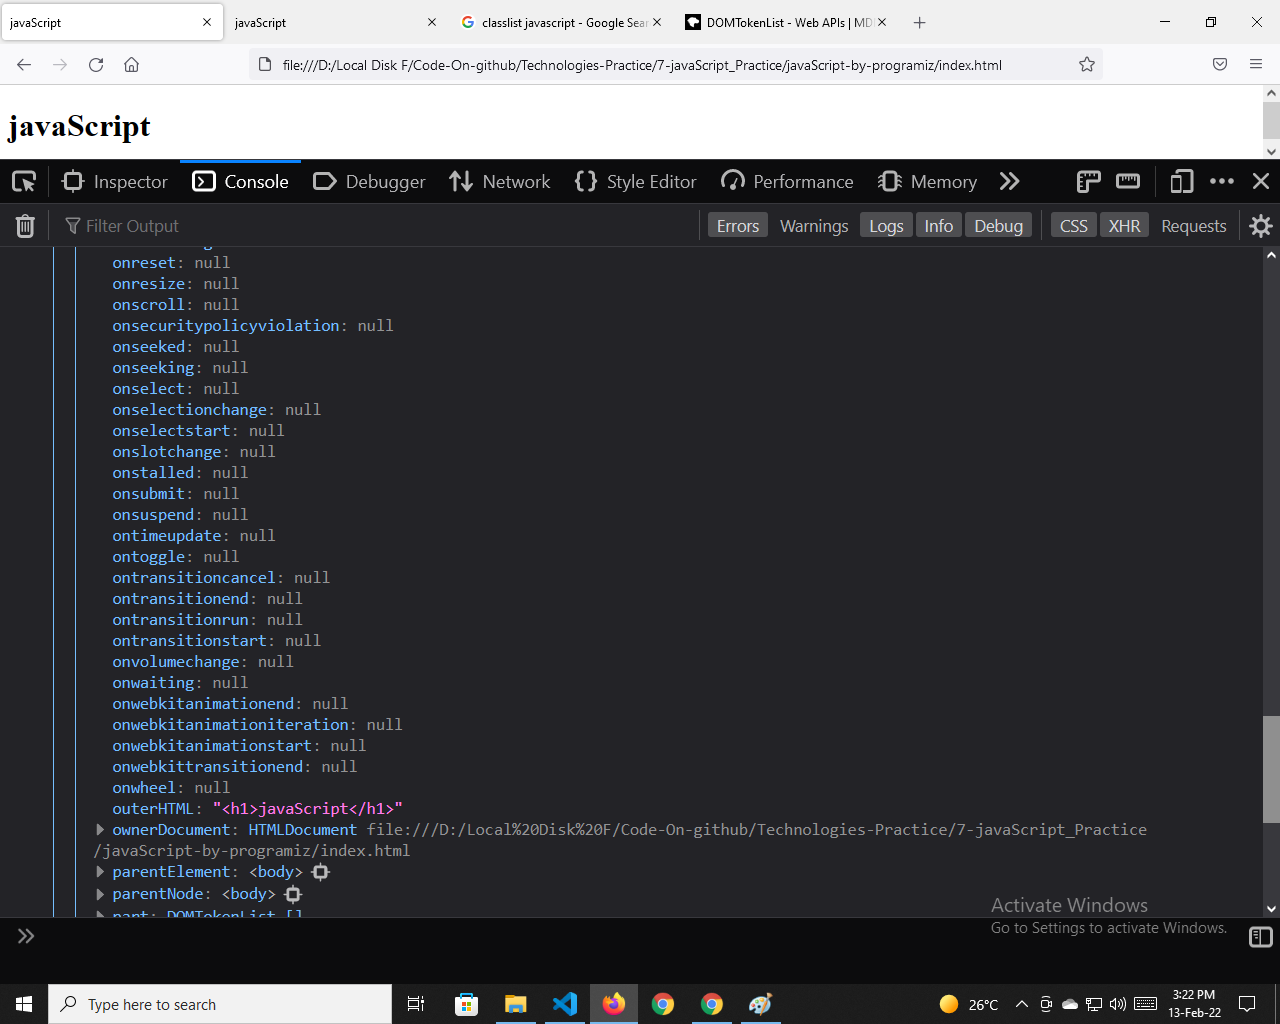 javaScript
javaScript
classlist javascript - Google Sear
DOMTokenList - Web APIs | MD
file:///D:/Local Disk F/Code-On-github/Technologies-Practice/7-javaScript_Practice/javaScript-by-programiz/index.html
javaScript
Inspector Console Debugger Network Style Editor Performance Memory
Filter Output Errors Warnings Logs Info Debug CSS XHR Requests
onreset: null
onresize: null
onscroll: null
onsecuritypolicyviolation: null
onseeked: null
onseeking: null
onselect: null
onselectionchange: null
onselectstart: null
onslotchange: null
onstalled: null
onsubmit: null
onsuspend: null
ontimeupdate: null
ontoggle: null
ontransitioncancel: null
ontransitionend: null
ontransitionrun: null
ontransitionstart: null
onvolumechange: null
onwaiting: null
onwebkitanimationend: null
onwebkitanimationiteration: null
onwebkitanimationstart: null
onwebkittransitionend: null
onwheel: null
outerHTML: "<h1>javaScript</h1>"
ownerDocument: HTMLDocument file:///D:/Local%20Disk%20F/Code-On-github/Technologies-Practice/7-javaScript_Practice
/javaScript-by-programiz/index.html
parentElement: <body>
parentNode: <body>
part: DOMTokenList []
Activate Windows
Go to Settings to activate Windows.
Type here to search
26°C
3:22 PM
13-Feb-22